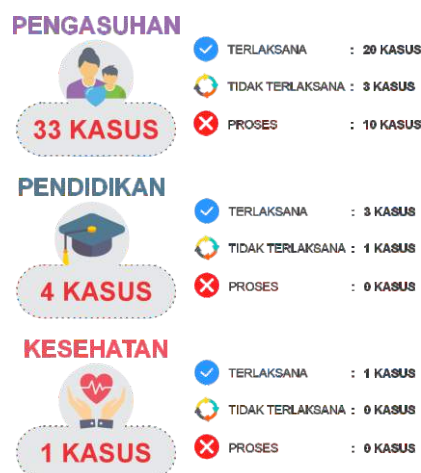 PENGASUHAN
33 KASUS
TERLAKSANA : 20 KASUS
TIDAK TERLAKSANA : 3 KASUS
PROSES : 10 KASUS
PENDIDIKAN
4 KASUS
TERLAKSANA : 3 KASUS
TIDAK TERLAKSANA : 1 KASUS
PROSES : 0 KASUS
KESEHATAN
1 KASUS
TERLAKSANA : 1 KASUS
TIDAK TERLAKSANA : 0 KASUS
PROSES : 0 KASUS